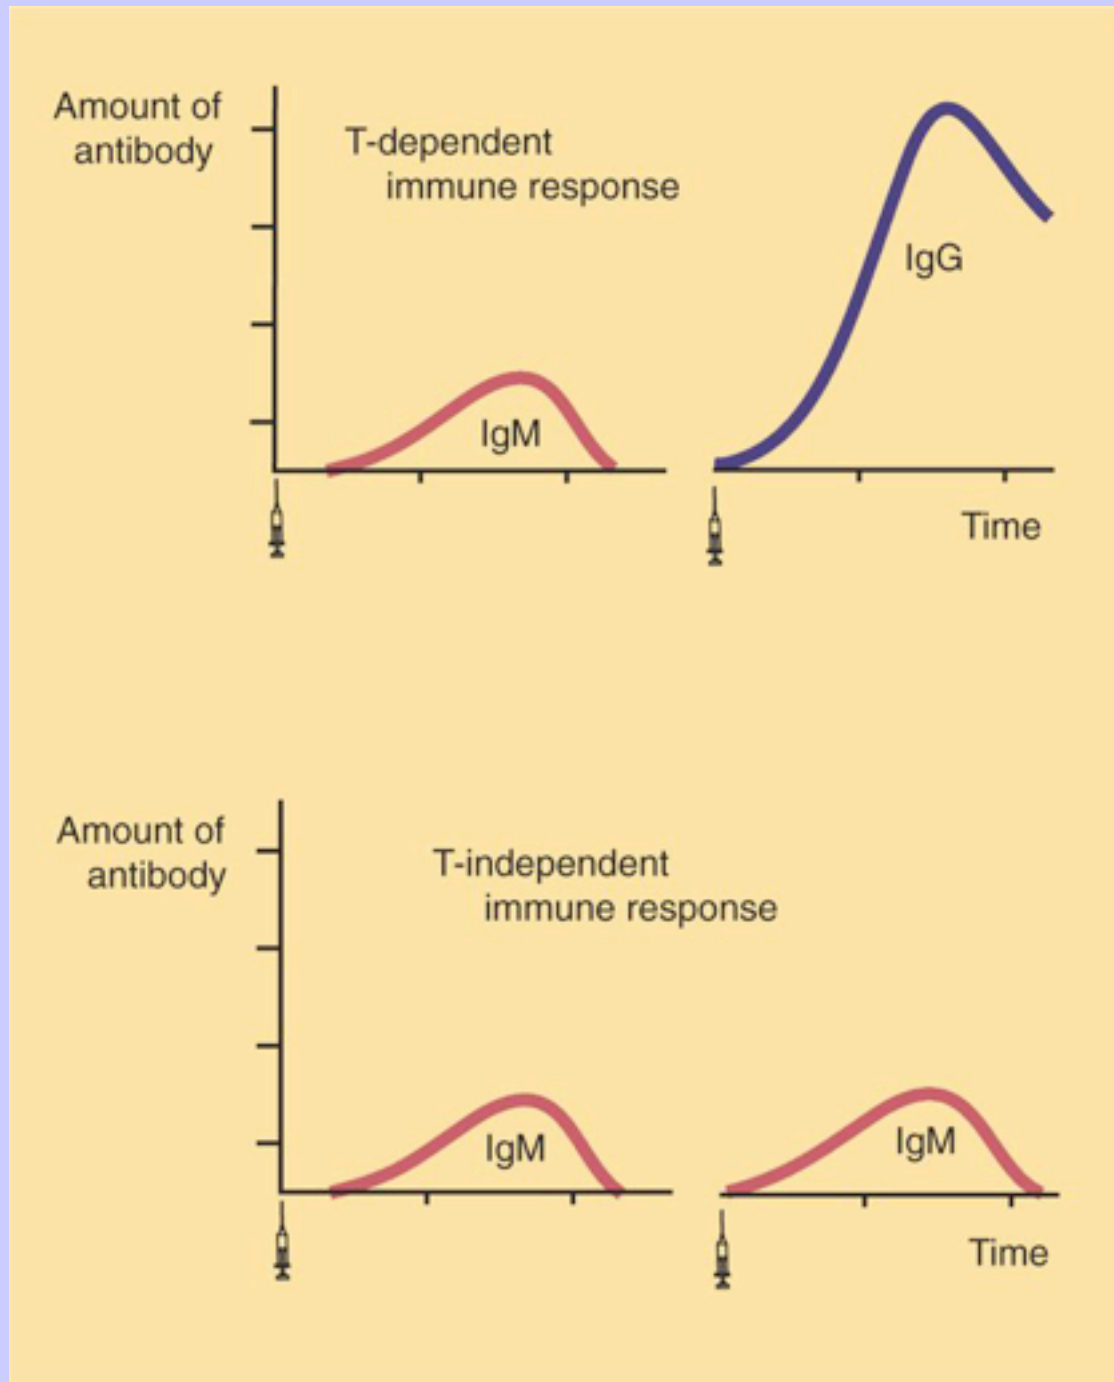 Amount of
antibody
T-dependent
immune response
IgG
IgM
Time
Amount of
antibody
T-independent
immune response
IgM
IgM
Time